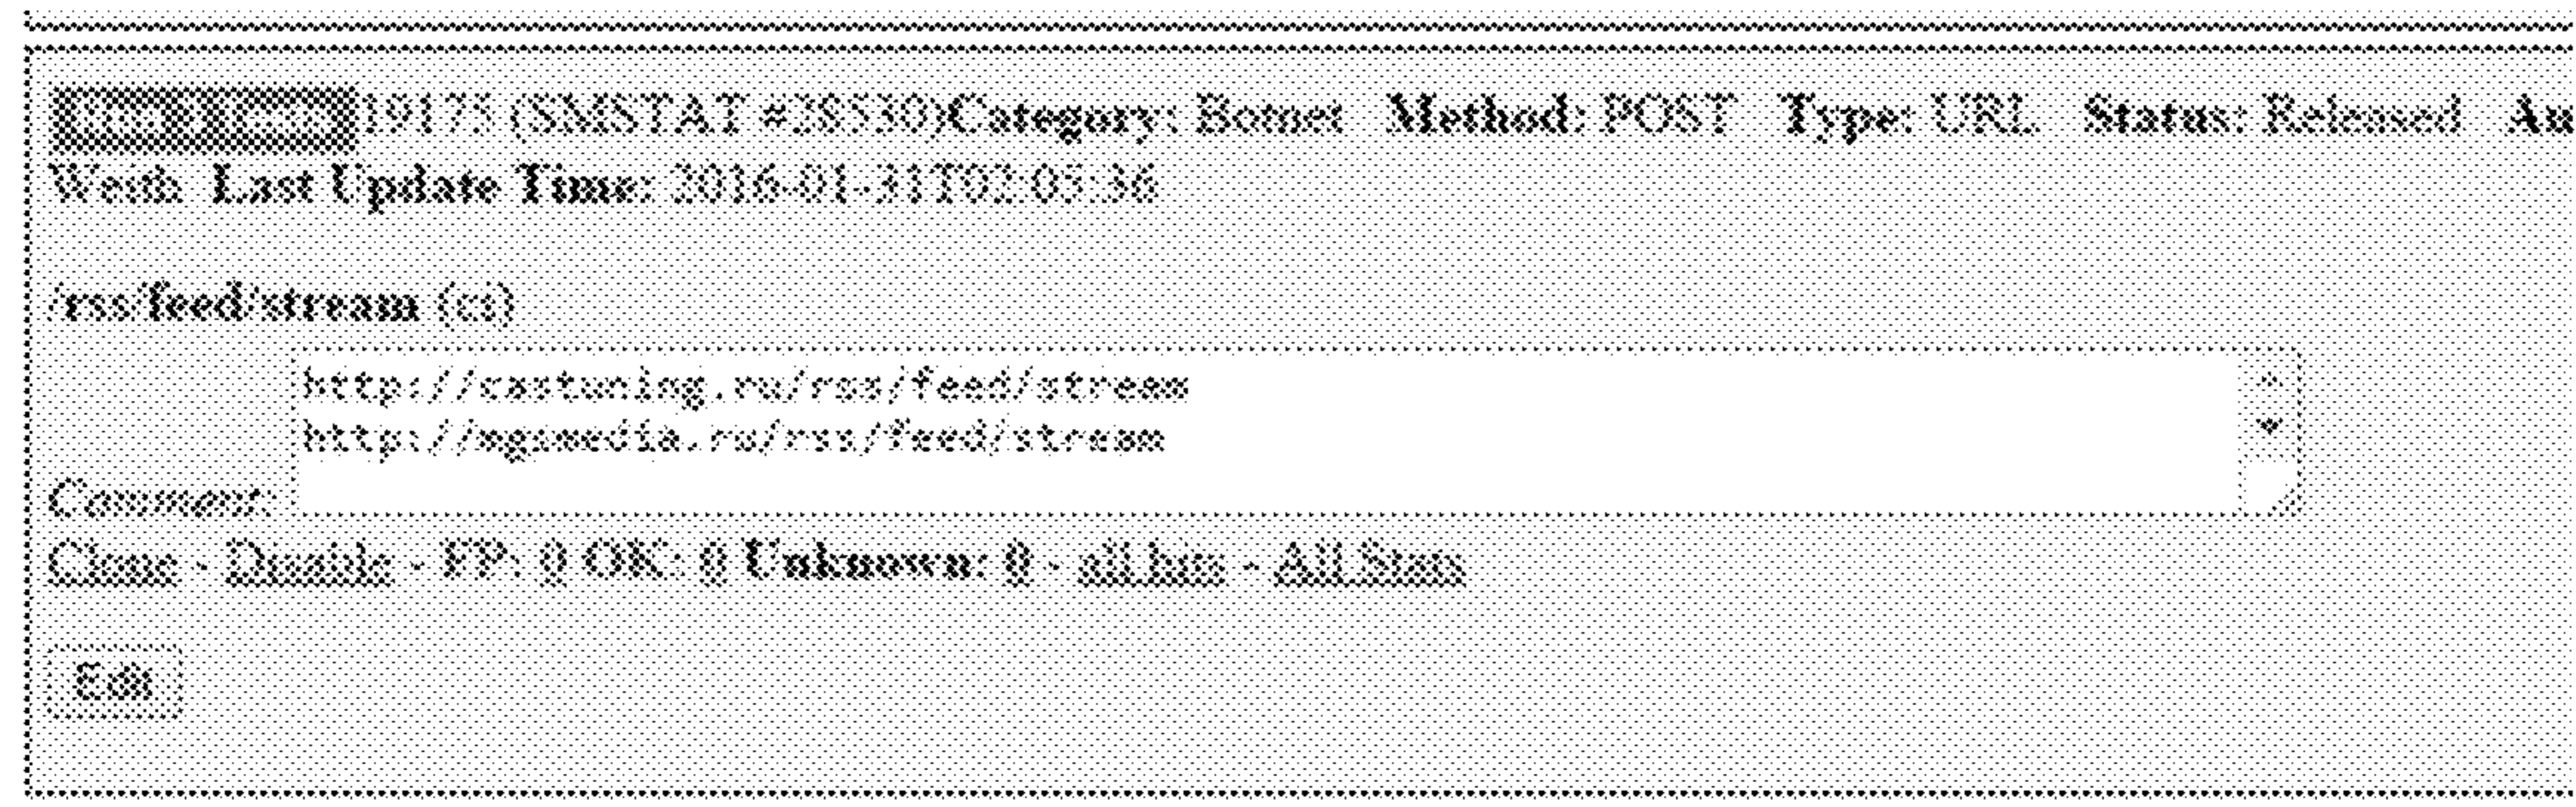 19175 (SMSTAT #38530)Category: Botnet Method: POST Type: URL Status: Released Au
Last Update Time: 2016-01-31T02:05:36
/rss/feed/stream (cs)
http://castuning.ru/rss/feed/stream
http://mgsmedia.ru/rss/feed/stream
Comment:
Clone - Disable - FP: 0 OK: 0 Unknown: 0 - all hits - All Stats
Edit